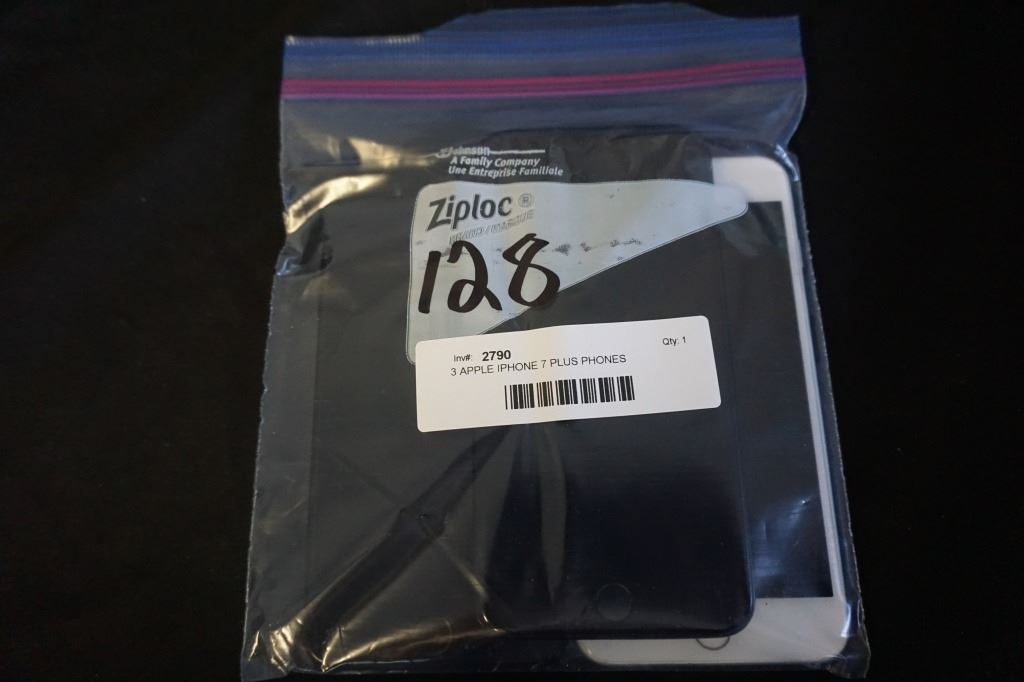 Johnson
A Family Company
Une Entreprise Familiale
Ziploc ®
128
Inv#: 2790 Qty: 1
3 APPLE IPHONE 7 PLUS PHONES